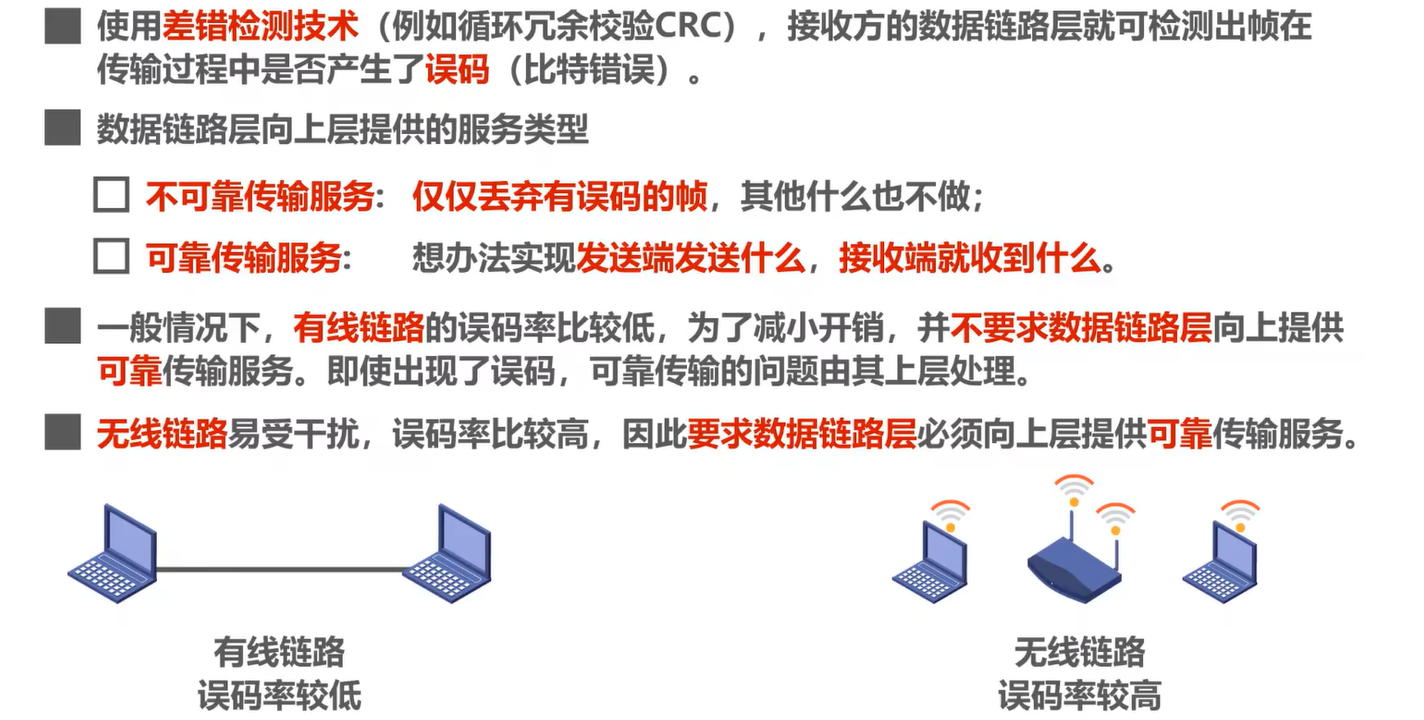 使用差错检测技术（例如循环冗余校验CRC），接收方的数据链路层就可检测出帧在
传输过程中是否产生了误码（比特错误）。
数据链路层向上层提供的服务类型
不可靠传输服务： 仅仅丢弃有误码的帧，其他什么也不做；
可靠传输服务： 想办法实现发送端发送什么，接收端就收到什么。
一般情况下，有线链路的误码率比较低，为了减小开销，并不要求数据链路层向上提供
可靠传输服务。即使出现了误码，可靠传输的问题由其上层处理。
无线链路易受干扰，误码率比较高，因此要求数据链路层必须向上层提供可靠传输服务。
有线链路
误码率较低
无线链路
误码率较高